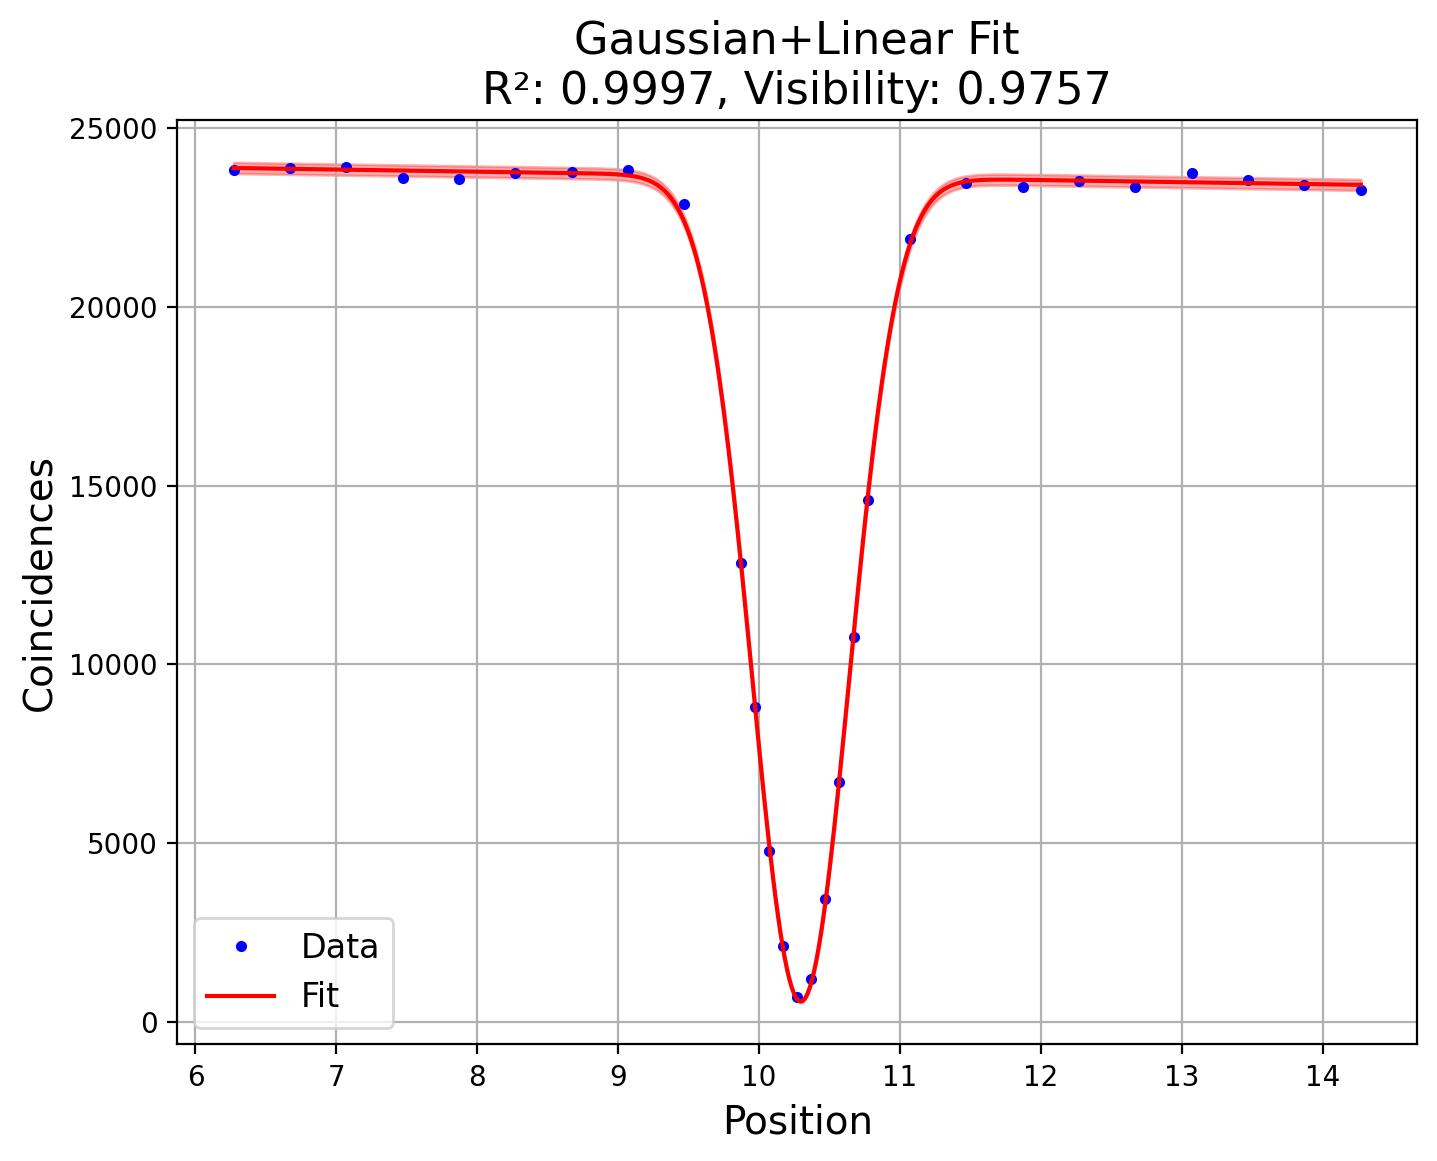 Gaussian+Linear Fit
R²: 0.9997, Visibility: 0.9757
25000
20000
15000
10000
5000
0
Coincidences
Data
Fit
6 7 8 9 10 11 12 13 14
Position